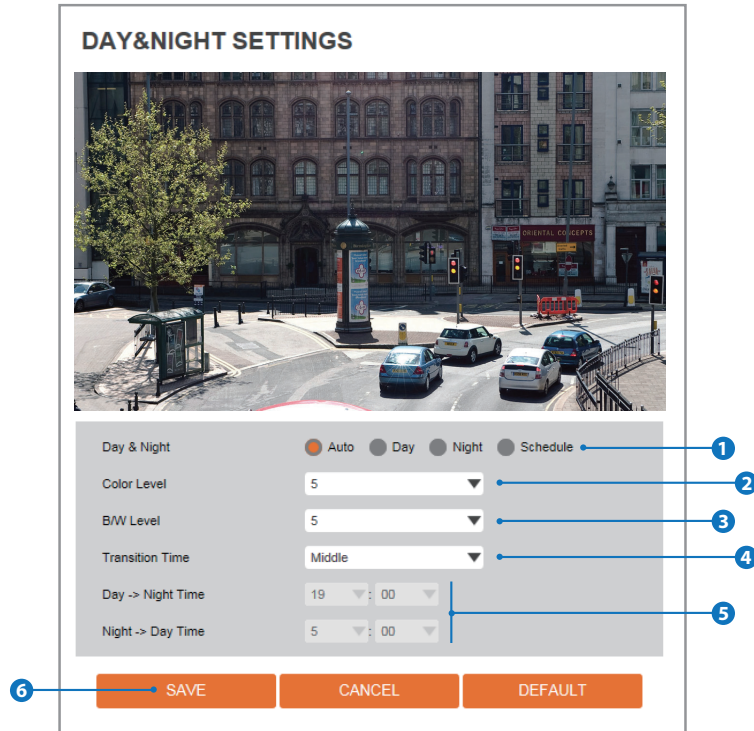 DAY&NIGHT SETTINGS
ORIENTAL CONCEPTS
Day & Night Auto Day Night Schedule 1
Color Level 5 2
B/W Level 5 3
Transition Time Middle 4
Day -> Night Time 19 : 00
5
Night -> Day Time 5 : 00
6 SAVE CANCEL DEFAULT